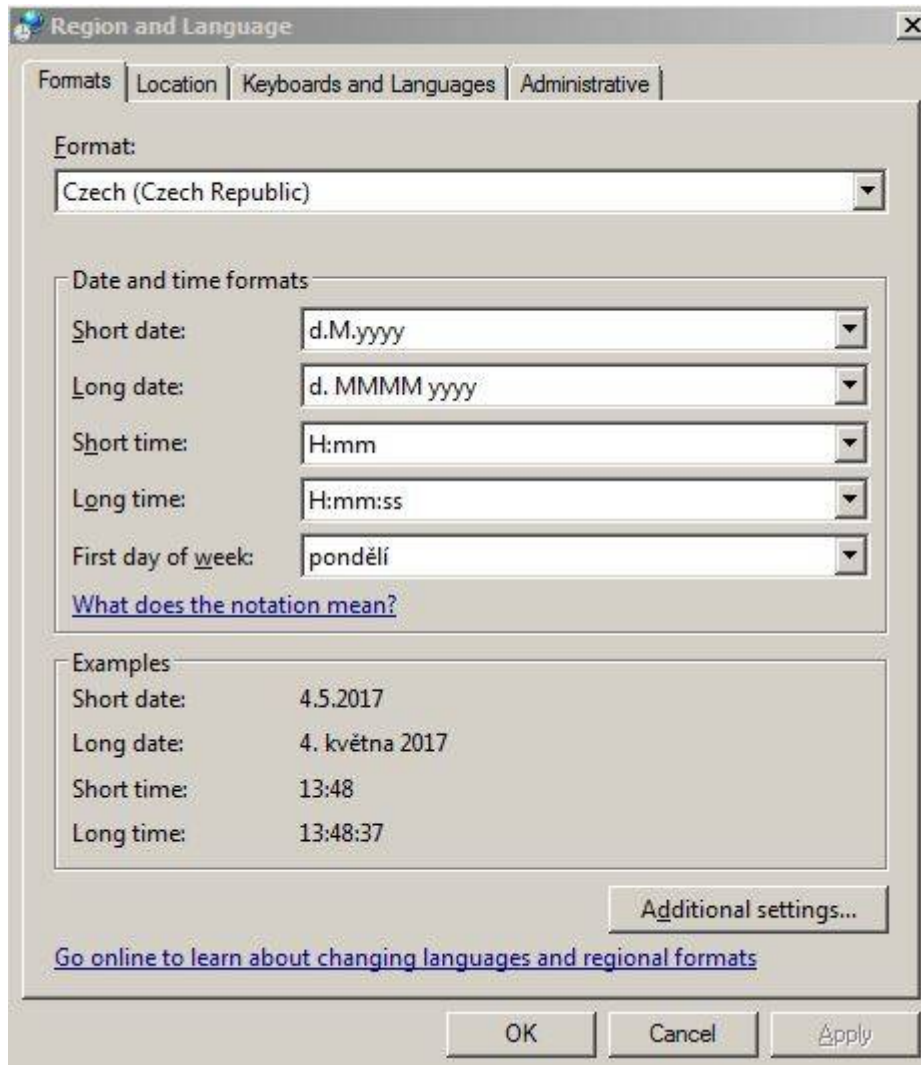 Region and Language
Formats Location Keyboards and Languages Administrative
Format:
Czech (Czech Republic)
Date and time formats
Short date: d.M.yyyy
Long date: d. MMMM yyyy
Short time: H:mm
Long time: H:mm:ss
First day of week: pondělí
What does the notation mean?
Examples
Short date: 4.5.2017
Long date: 4. května 2017
Short time: 13:48
Long time: 13:48:37
Additional settings...
Go online to learn about changing languages and regional formats
OK Cancel Apply